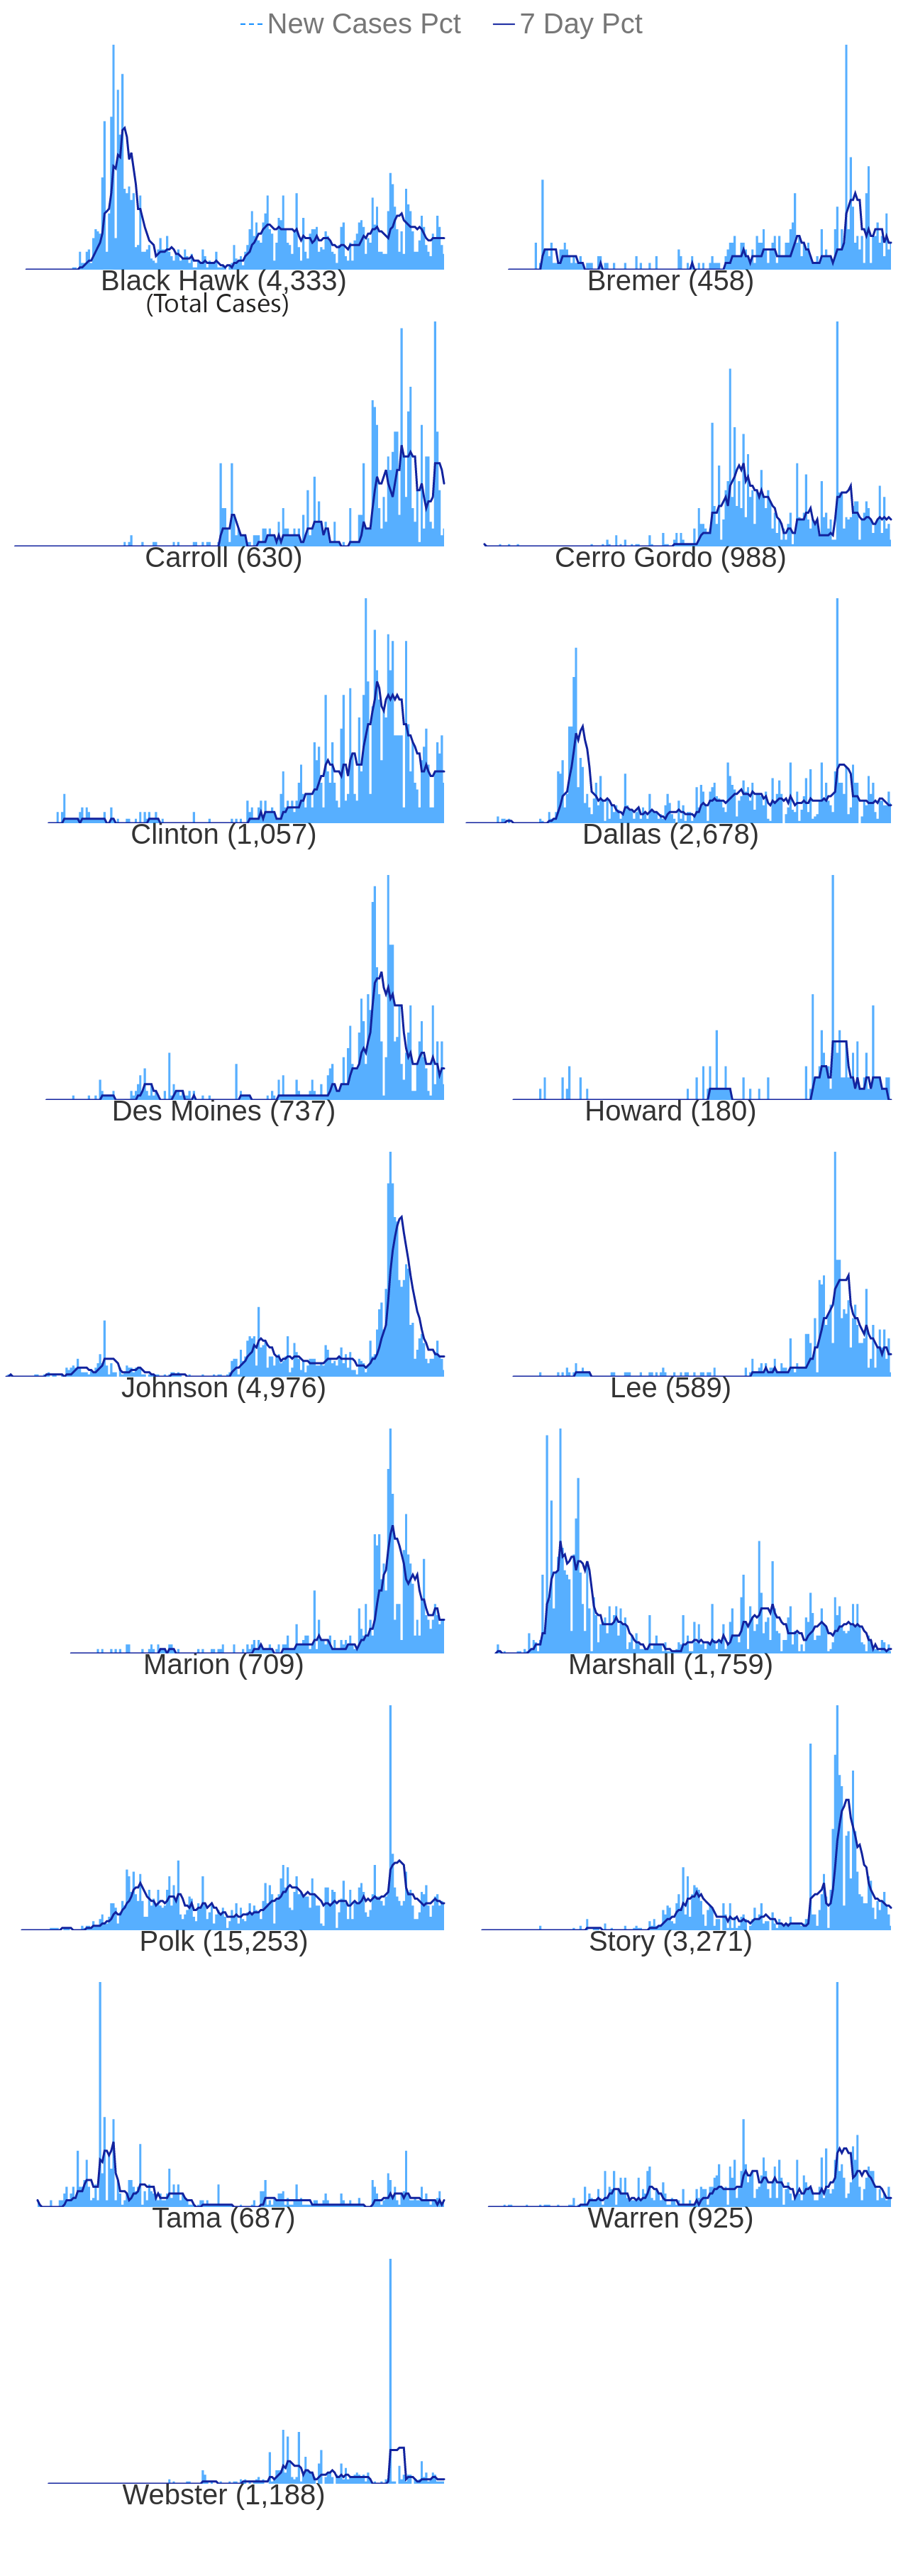 New Cases Pct 7 Day Pct
Black Hawk (4,333) Bremer (458)
(Total Cases)
Carroll (630) Cerro Gordo (988)
Clinton (1,057) Dallas (2,678)
Des Moines (737) Howard (180)
Johnson (4,976) Lee (589)
Marion (709) Marshall (1,759)
Polk (15,253) Story (3,271)
Tama (687) Warren (925)
Webster (1,188)